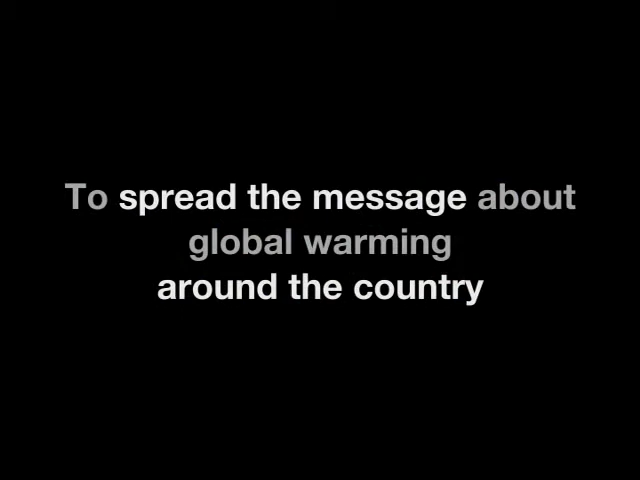 To spread the message about
global warming
around the country